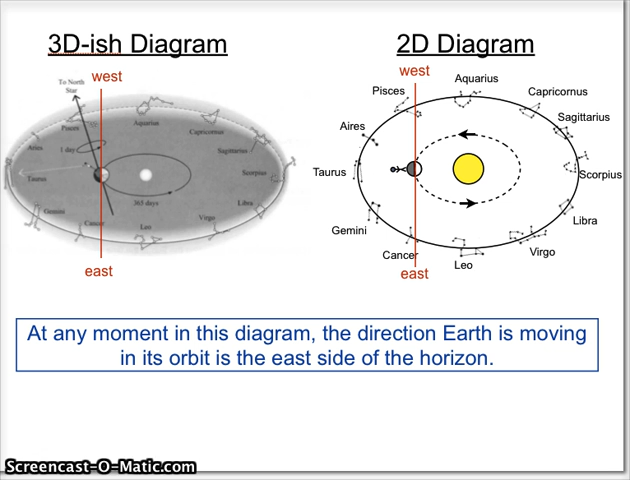 3D-ish Diagram
2D Diagram
To North
Star
west
Pisces
Aquarius
Capricornus
Aries
1 day
Sagittarius
Taurus
Scorpius
365 days
Gemini
Libra
Cancer
Virgo
Leo
east
west
Aquarius
Pisces
Capricornus
Sagittarius
Aires
Taurus
Scorpius
Libra
Gemini
Virgo
Cancer
Leo
east
At any moment in this diagram, the direction Earth is moving
in its orbit is the east side of the horizon.
Screencast-O-Matic.com